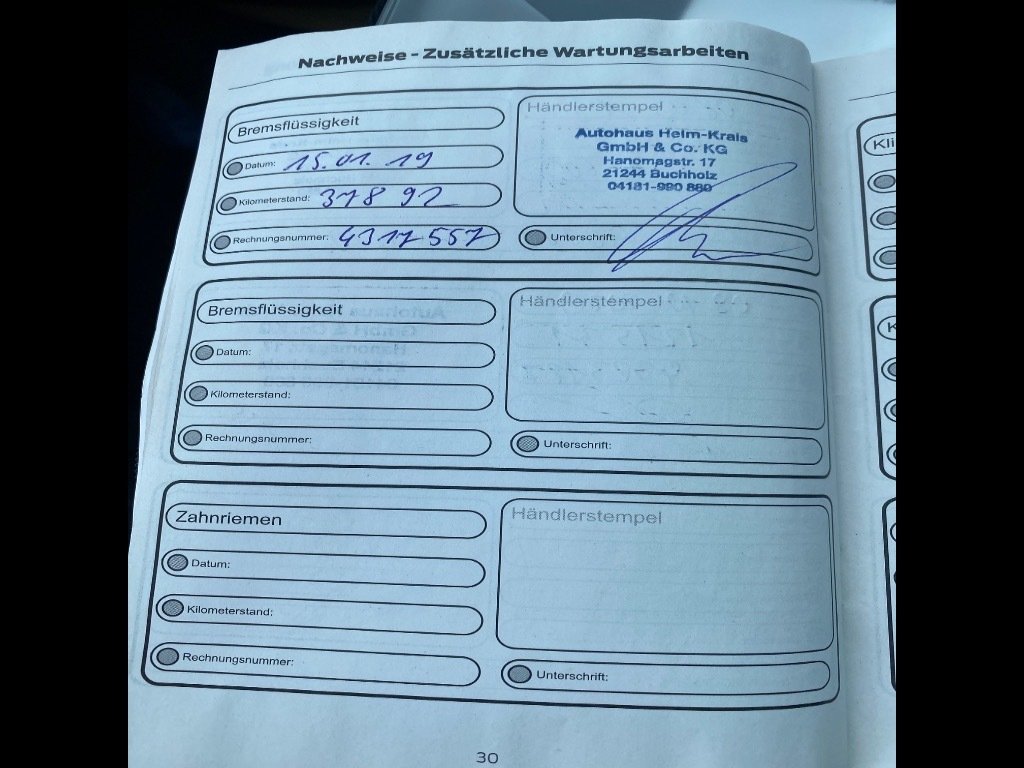 Nachweise - Zusätzliche Wartungsarbeiten
Bremsflüssigkeit
Datum: 15.01.19
Kilometerstand: 37892
Rechnungsnummer: 4317557
Händlerstempel
Autohaus Helm-Krais
GmbH & Co. KG
Hanomagstr. 17
21244 Buchholz
04181-990 880
Unterschrift:
Bremsflüssigkeit
Datum:
Kilometerstand:
Rechnungsnummer:
Händlerstempel
Unterschrift:
Zahnriemen
Datum:
Kilometerstand:
Rechnungsnummer:
Händlerstempel
Unterschrift:
30
Kli
K